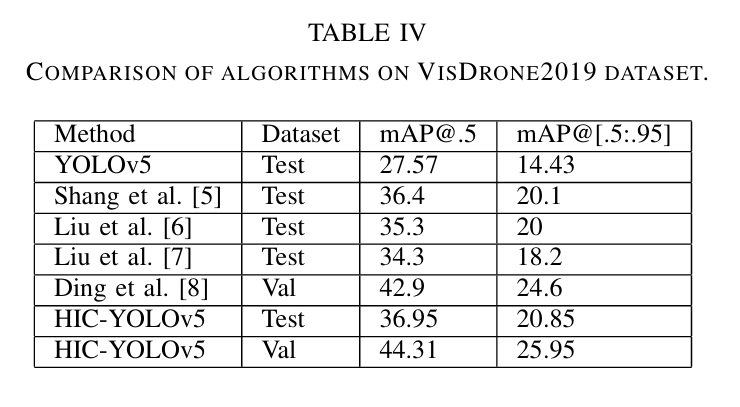 TABLE IV
COMPARISON OF ALGORITHMS ON VISDRONE2019 DATASET.
Method Dataset mAP@.5 mAP@[.5:.95]
YOLOv5 Test 27.57 14.43
Shang et al. [5] Test 36.4 20.1
Liu et al. [6] Test 35.3 20
Liu et al. [7] Test 34.3 18.2
Ding et al. [8] Val 42.9 24.6
HIC-YOLOv5 Test 36.95 20.85
HIC-YOLOv5 Val 44.31 25.95